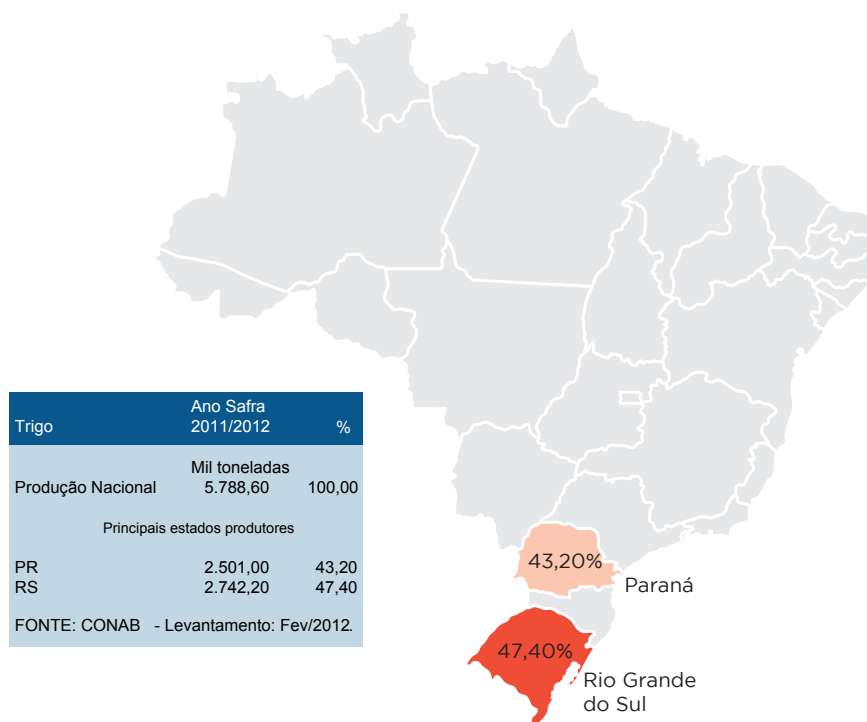 Trigo Ano Safra 2011/2012 %
Mil toneladas
Produção Nacional 5.788,60 100,00
Principais estados produtores
PR 2.501,00 43,20
RS 2.742,20 47,40
FONTE: CONAB - Levantamento: Fev/2012.
43,20%
Paraná
47,40%
Rio Grande
do Sul